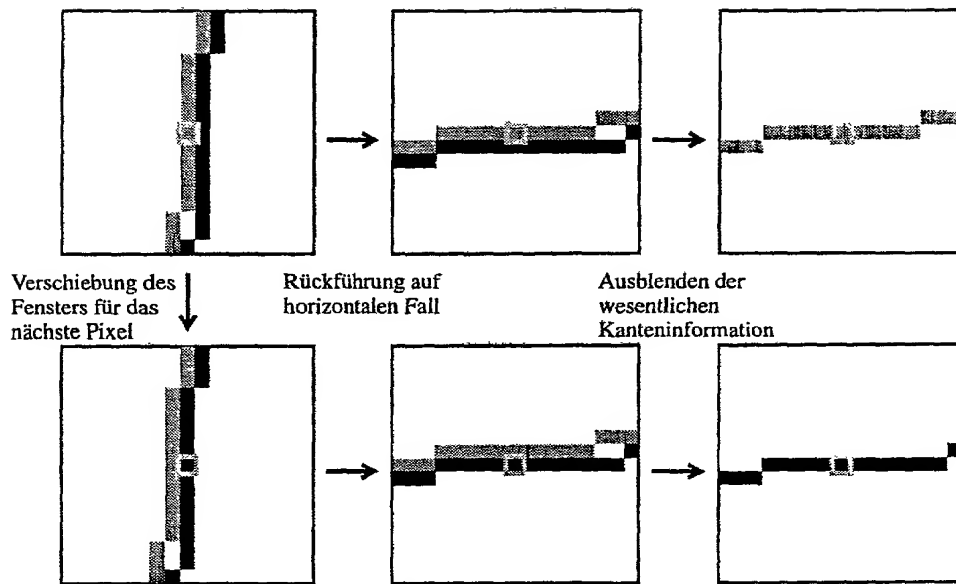 Verschiebung des
Fensters für das
nächste Pixel
Rückführung auf
horizontalen Fall
Ausblenden der
wesentlichen
Kanteninformation